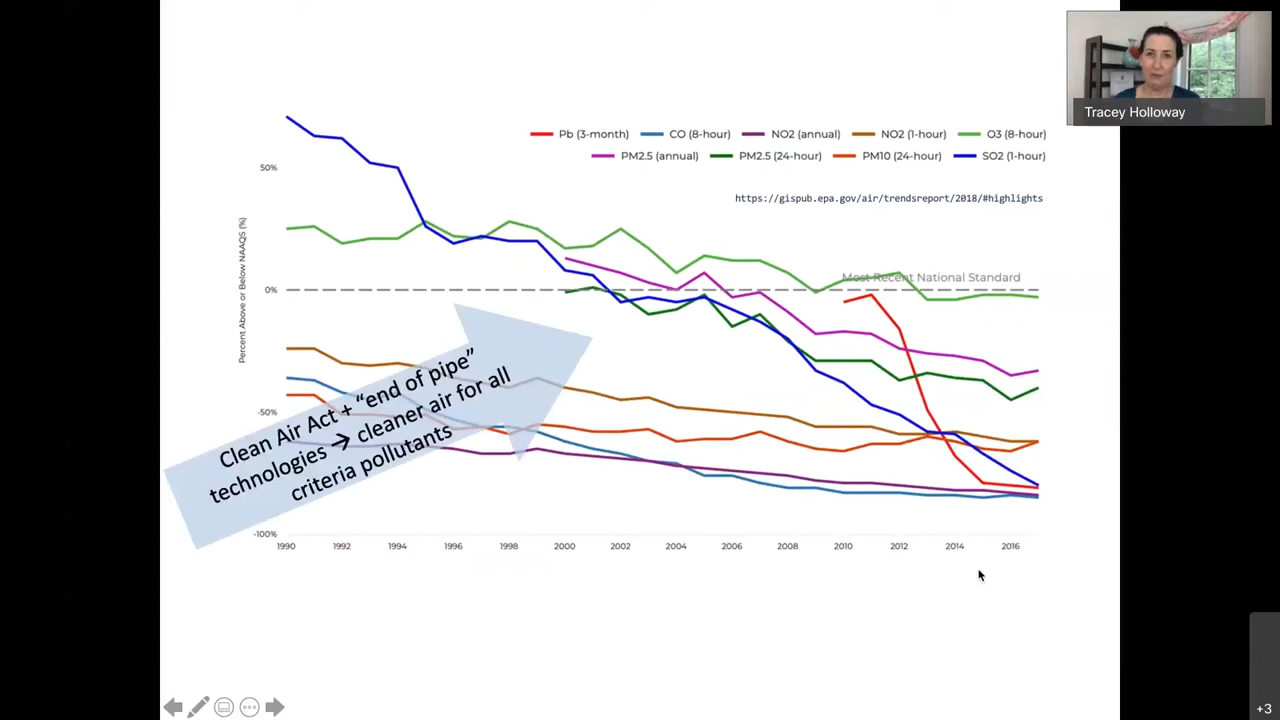 Tracey Holloway
Pb (3-month) CO (8-hour) NO2 (annual) NO2 (1-hour) O3 (8-hour)
PM2.5 (annual) PM2.5 (24-hour) PM10 (24-hour) SO2 (1-hour)
https://gispub.epa.gov/air/trendsreport/2018/#highlights
Percent Above or Below NAAQS (%)
50%
0%
-50%
-100%
Most Recent National Standard
Clean Air Act + “end of pipe”
technologies → cleaner air for all
criteria pollutants
1990 1992 1994 1996 1998 2000 2002 2004 2006 2008 2010 2012 2014 2016
+3